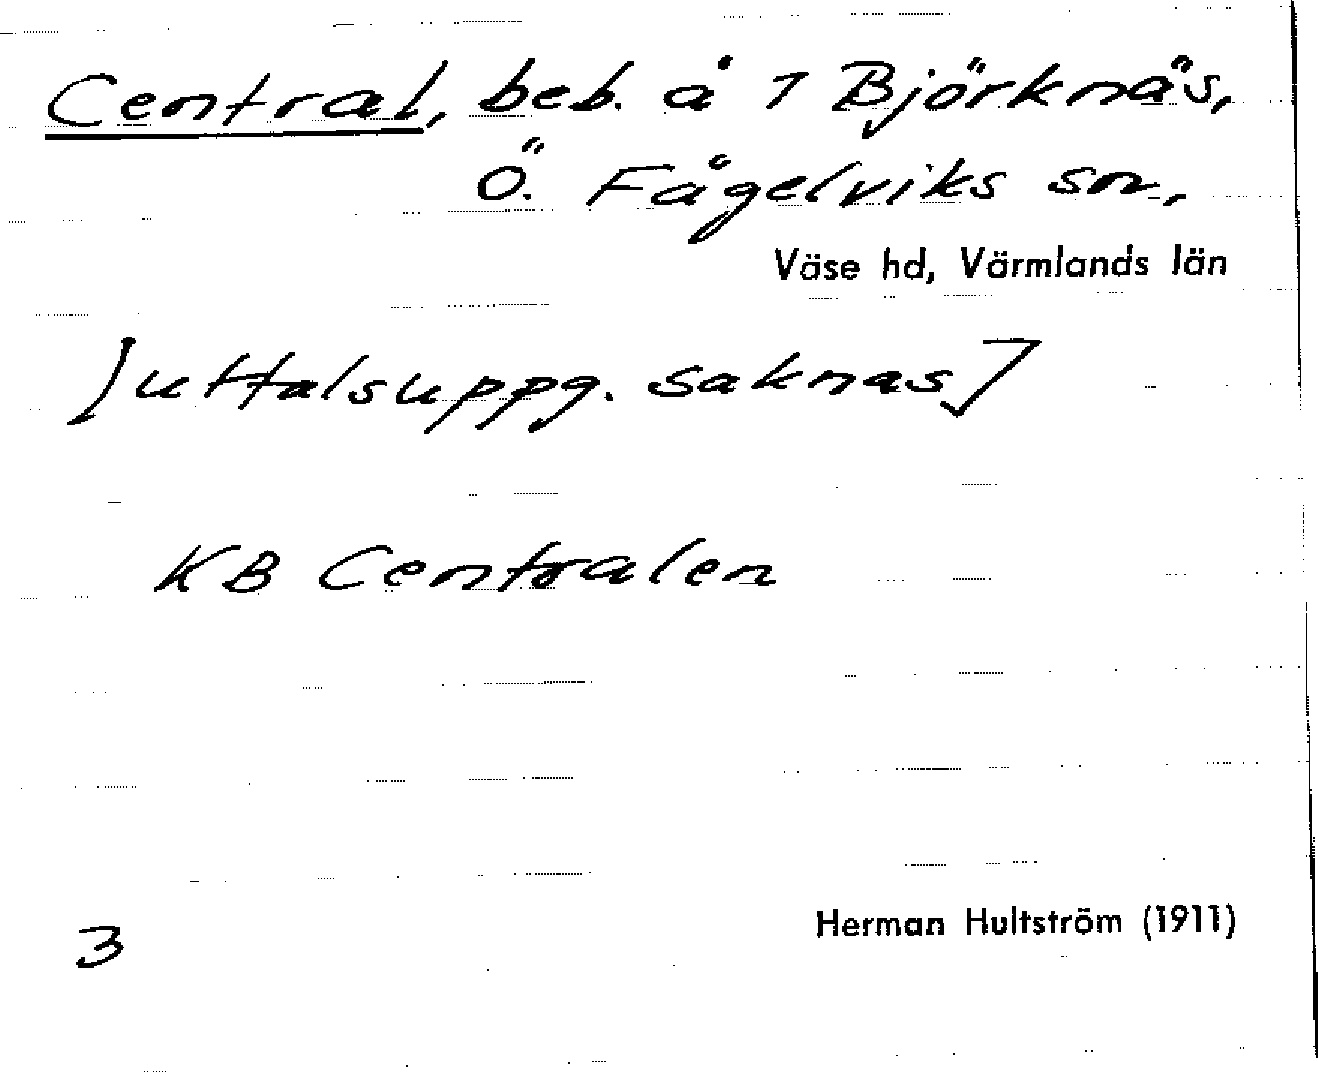 Central, beb. å 1 Björknäs,
Ö. Fågelviks sn,
Väse hd, Värmlands län
[uttalsuppg. saknas]
KB Centralen
Herman Hultström (1911)
3